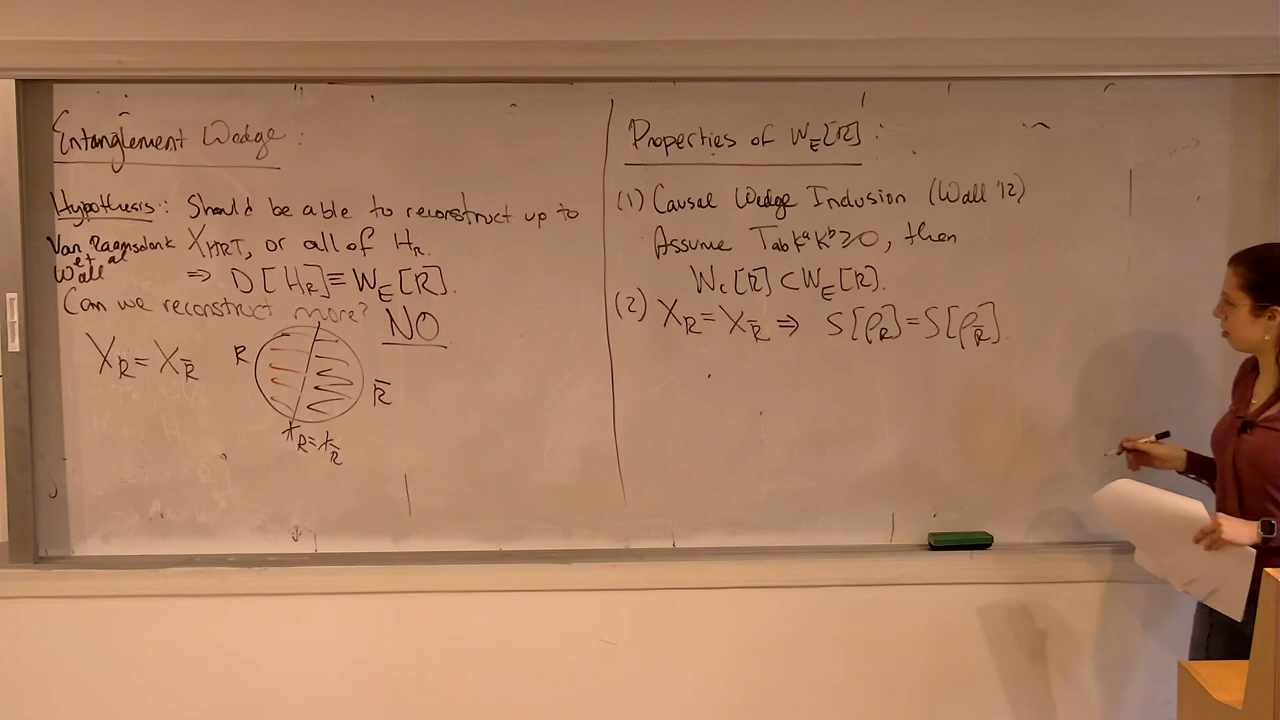 Entanglement Wedge:
Hypothesis: Should be able to reconstruct up to
Van Raamsdonk et al
Wall
X_HRT, or all of H_R.
⇒ D[H_R] ≡ W_E[R].
Can we reconstruct more? NO
X_R = X_R̄
R
R̄
X_R = X_R̄
Properties of W_E[R]:
(1) Causal Wedge Inclusion (Wall '12)
Assume T_ab k^a k^b ≥ 0, then
W_c[R] ⊂ W_E[R].
(2) X_R = X_R̄ ⇒ S[ρ_R] = S[ρ_R̄].